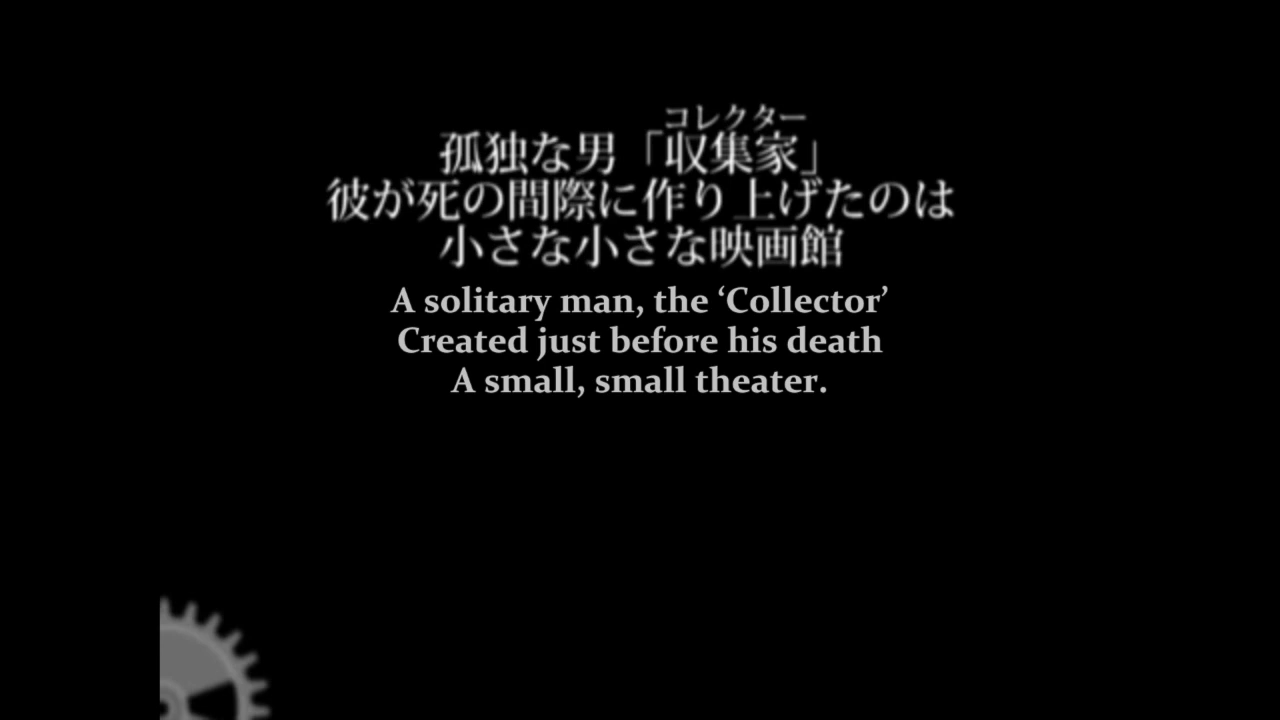 コレクター
孤独な男「収集家」
彼が死の間際に作り上げたのは
小さな小さな映画館
A solitary man, the ‘Collector’
Created just before his death
A small, small theater.